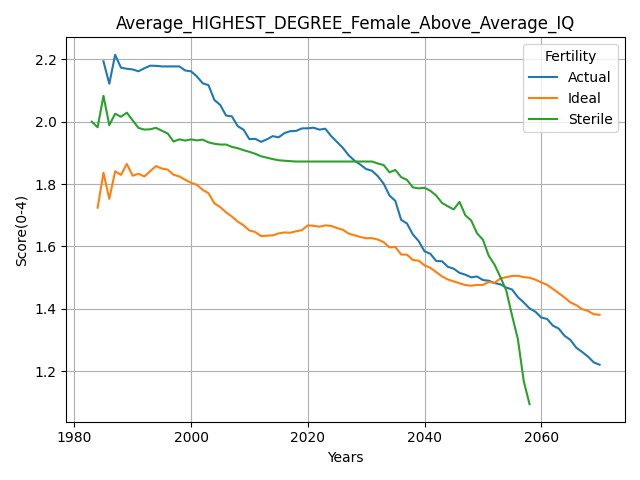 Average_HIGHEST_DEGREE_Female_Above_Average_IQ
Fertility
Actual
Ideal
Sterile
Score(0-4)
2.2
2.0
1.8
1.6
1.4
1.2
1980 2000 2020 2040 2060
Years